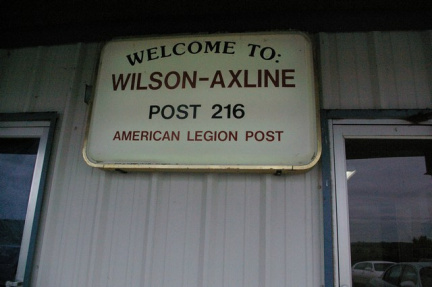 WELCOME TO:
WILSON-AXLINE
POST 216
AMERICAN LEGION POST